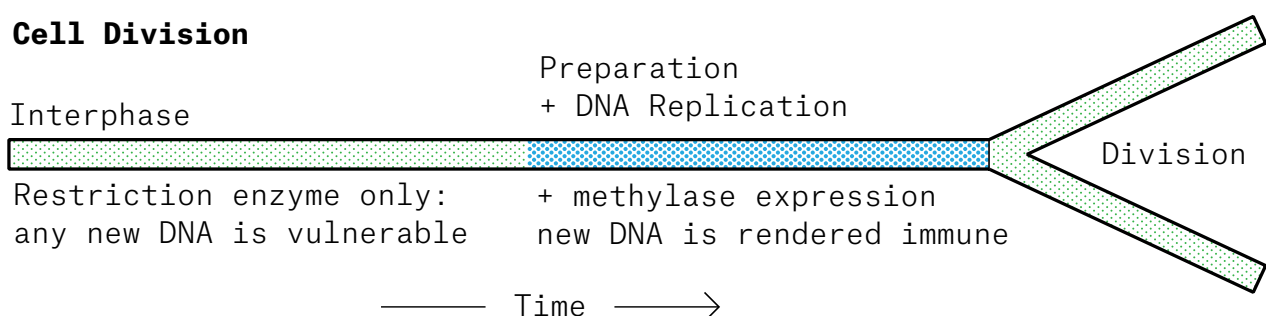 Cell Division
Interphase
Preparation
+ DNA Replication
Division
Restriction enzyme only:
any new DNA is vulnerable
+ methylase expression
new DNA is rendered immune
Time